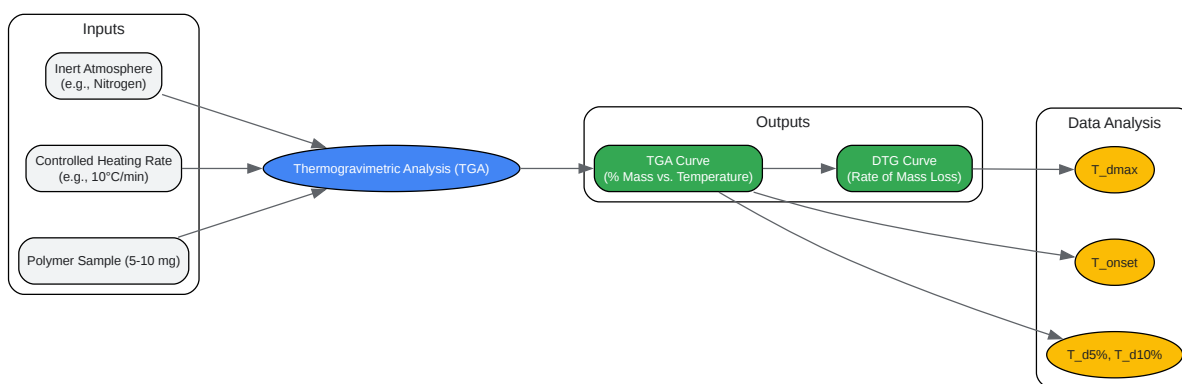 Inputs
Inert Atmosphere
(e.g., Nitrogen)
Controlled Heating Rate
(e.g., 10°C/min)
Polymer Sample (5-10 mg)
Thermogravimetric Analysis (TGA)
Outputs
TGA Curve
(% Mass vs. Temperature)
DTG Curve
(Rate of Mass Loss)
Data Analysis
T_dmax
T_onset
T_d5%, T_d10%